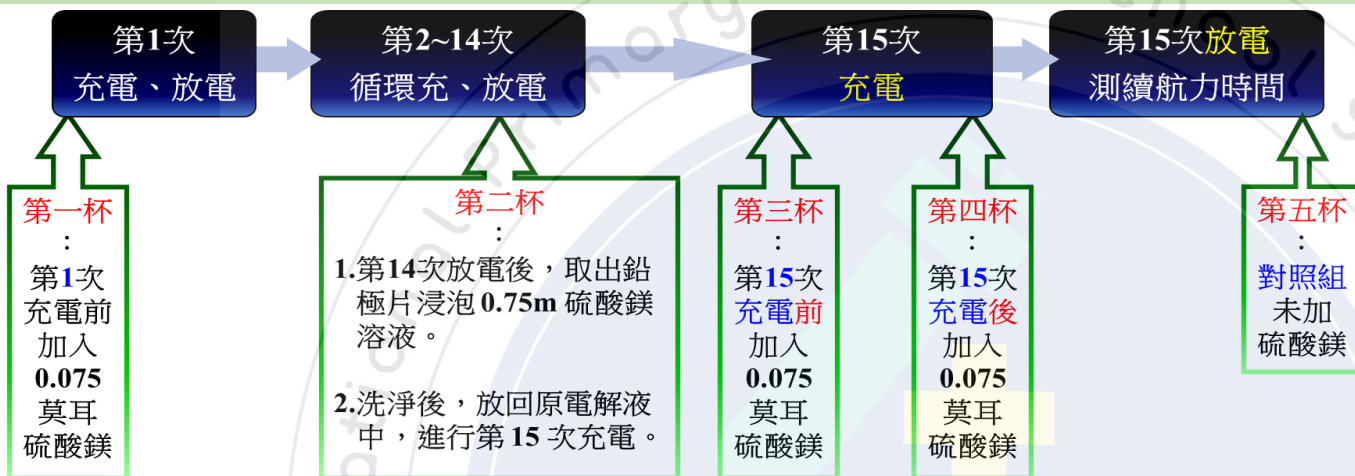 第1次
充電、放電
第2~14次
循環充、放電
第15次
充電
第15次放電
測續航力時間
第一杯
:
第1次
充電前
加入
0.075
莫耳
硫酸鎂
第二杯
:
1.第14次放電後，取出鉛
極片浸泡 0.75m 硫酸鎂
溶液。
2.洗淨後，放回原電解液
中，進行第 15 次充電。
第三杯
:
第15次
充電前
加入
0.075
莫耳
硫酸鎂
第四杯
:
第15次
充電後
加入
0.075
莫耳
硫酸鎂
第五杯
:
對照組
未加
硫酸鎂